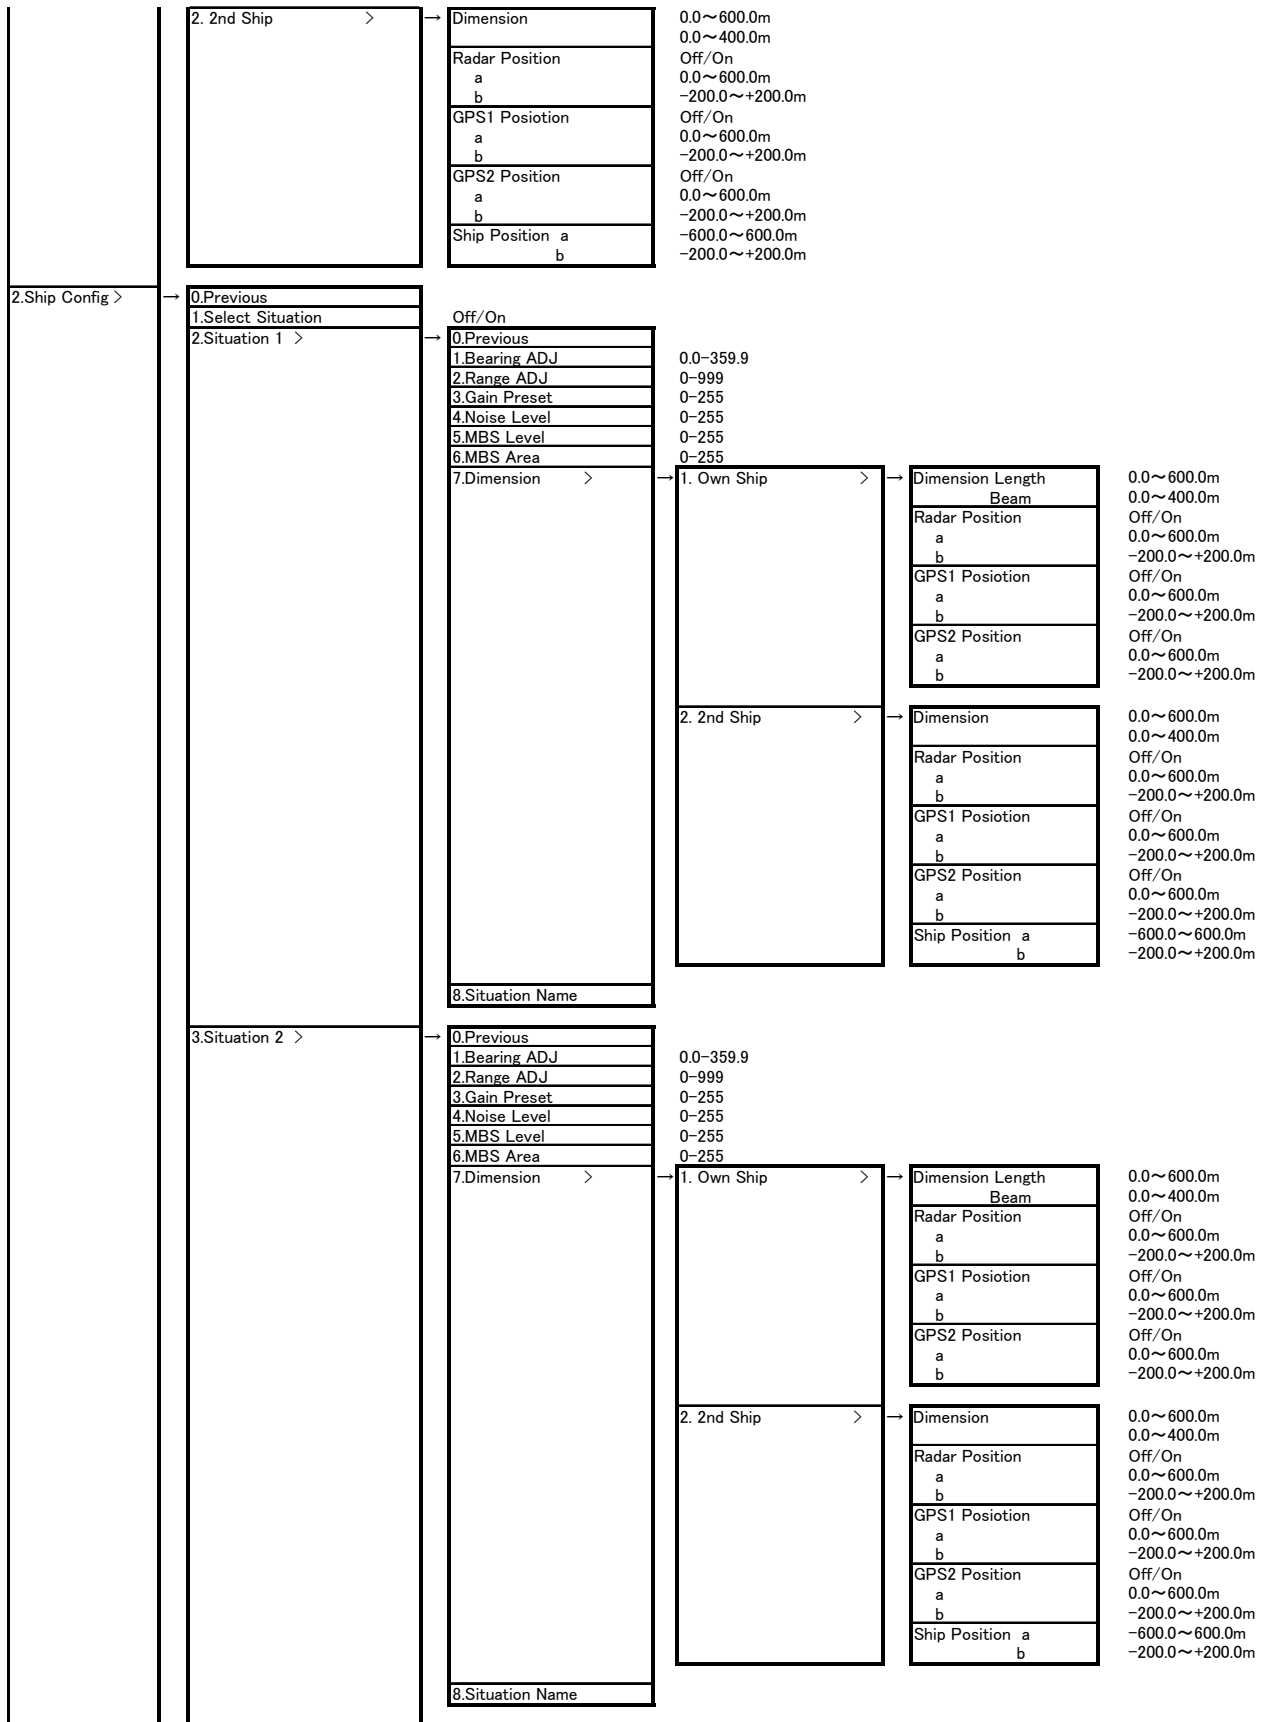 2. 2nd Ship > → Dimension 0.0～600.0m
0.0～400.0m
Radar Position Off/On
a 0.0～600.0m
b -200.0～+200.0m
GPS1 Posiotion Off/On
a 0.0～600.0m
b -200.0～+200.0m
GPS2 Position Off/On
a 0.0～600.0m
b -200.0～+200.0m
Ship Position a -600.0～600.0m
b -200.0～+200.0m
2.Ship Config > → 0.Previous
1.Select Situation Off/On
2.Situation 1 > → 0.Previous
1.Bearing ADJ 0.0-359.9
2.Range ADJ 0-999
3.Gain Preset 0-255
4.Noise Level 0-255
5.MBS Level 0-255
6.MBS Area 0-255
7.Dimension > → 1. Own Ship > → Dimension Length 0.0～600.0m
Beam 0.0～400.0m
Radar Position Off/On
a 0.0～600.0m
b -200.0～+200.0m
GPS1 Posiotion Off/On
a 0.0～600.0m
b -200.0～+200.0m
GPS2 Position Off/On
a 0.0～600.0m
b -200.0～+200.0m
2. 2nd Ship > → Dimension 0.0～600.0m
0.0～400.0m
Radar Position Off/On
a 0.0～600.0m
b -200.0～+200.0m
GPS1 Posiotion Off/On
a 0.0～600.0m
b -200.0～+200.0m
GPS2 Position Off/On
a 0.0～600.0m
b -200.0～+200.0m
Ship Position a -600.0～600.0m
b -200.0～+200.0m
8.Situation Name
3.Situation 2 > → 0.Previous
1.Bearing ADJ 0.0-359.9
2.Range ADJ 0-999
3.Gain Preset 0-255
4.Noise Level 0-255
5.MBS Level 0-255
6.MBS Area 0-255
7.Dimension > → 1. Own Ship > → Dimension Length 0.0～600.0m
Beam 0.0～400.0m
Radar Position Off/On
a 0.0～600.0m
b -200.0～+200.0m
GPS1 Posiotion Off/On
a 0.0～600.0m
b -200.0～+200.0m
GPS2 Position Off/On
a 0.0～600.0m
b -200.0～+200.0m
2. 2nd Ship > → Dimension 0.0～600.0m
0.0～400.0m
Radar Position Off/On
a 0.0～600.0m
b -200.0～+200.0m
GPS1 Posiotion Off/On
a 0.0～600.0m
b -200.0～+200.0m
GPS2 Position Off/On
a 0.0～600.0m
b -200.0～+200.0m
Ship Position a -600.0～600.0m
b -200.0～+200.0m
8.Situation Name